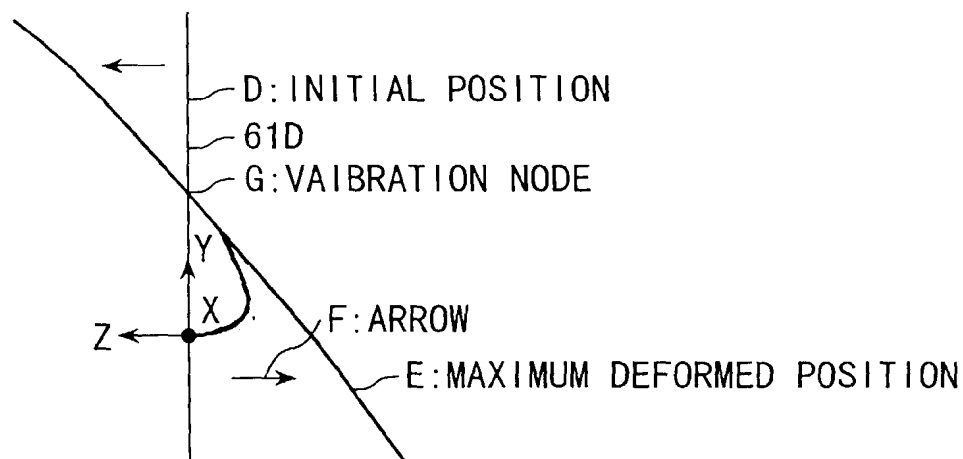 D:INITIAL POSITION
61D
G:VAIBRATION NODE
Y
X
F:ARROW
Z
E:MAXIMUM DEFORMED POSITION